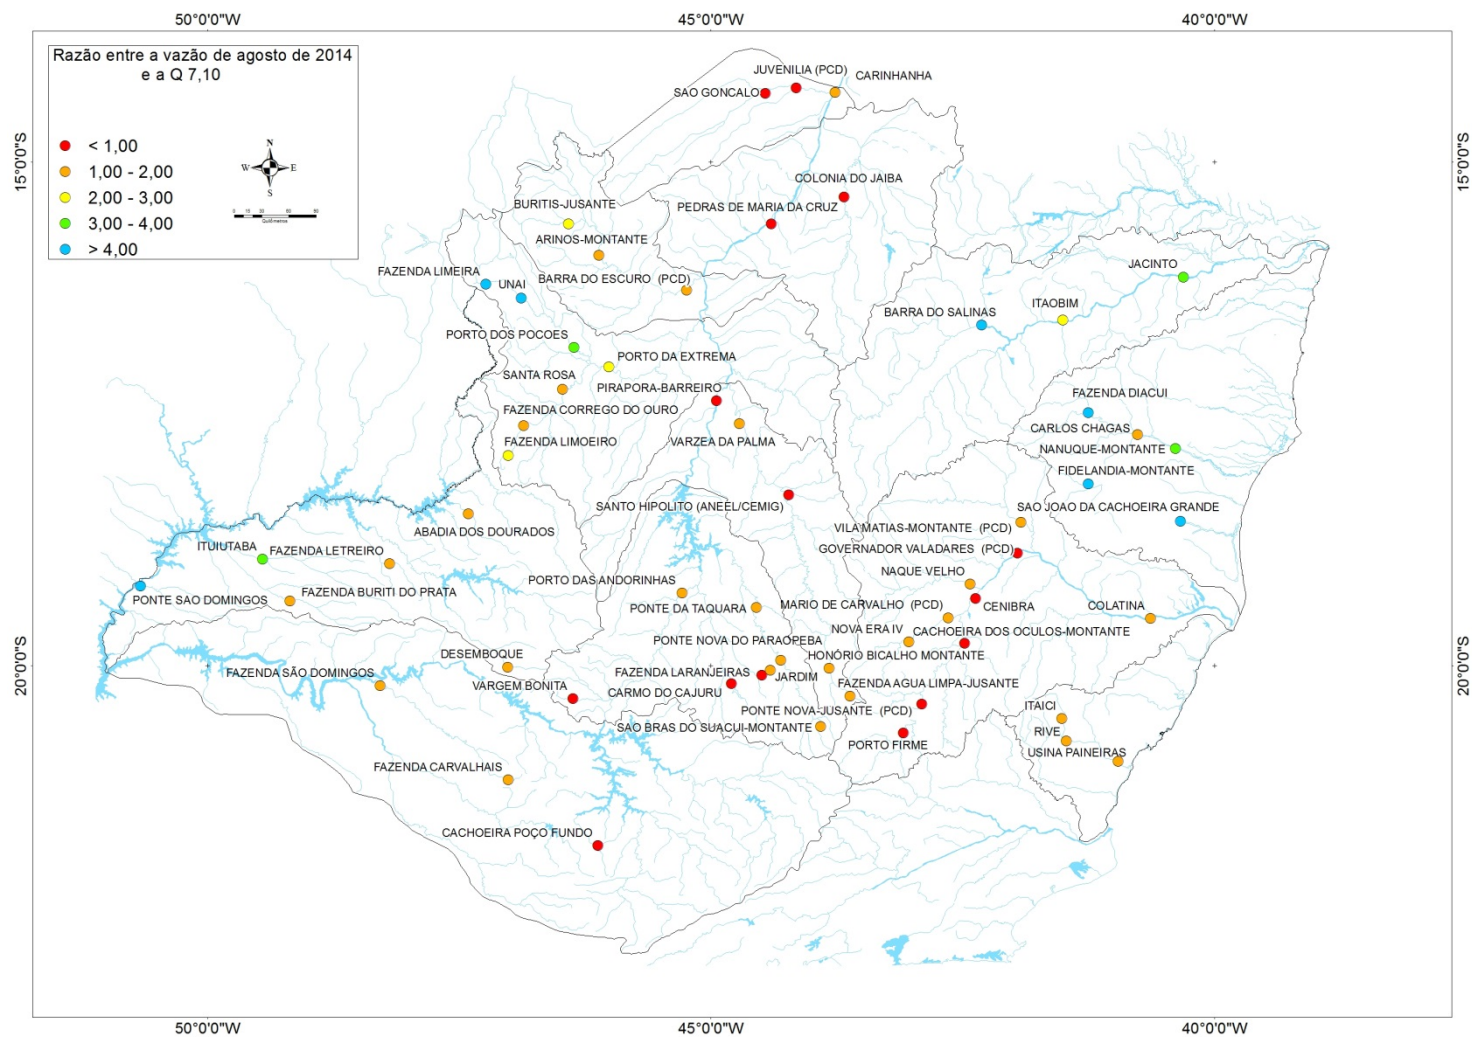 50°0'0"W
45°0'0"W
40°0'0"W
Razão entre a vazão de agosto de 2014
e a Q 7,10
< 1,00
1,00 - 2,00
2,00 - 3,00
3,00 - 4,00
> 4,00
N
W
E
S
Quilômetros
15°0'0"S
15°0'0"S
JUVENILIA (PCD)
CARINHANHA
SAO GONCALO
COLONIA DO JAIBA
BURITIS-JUSANTE
PEDRAS DE MARIA DA CRUZ
ARINOS-MONTANTE
FAZENDA LIMEIRA
UNAI
BARRA DO ESCURO (PCD)
JACINTO
BARRA DO SALINAS
ITAOBIM
PORTO DOS POCOES
PORTO DA EXTREMA
SANTA ROSA
PIRAPORA-BARREIRO
FAZENDA DIACUI
FAZENDA CORREGO DO OURO
CARLOS CHAGAS
FAZENDA LIMOEIRO
VARZEA DA PALMA
NANUQUE-MONTANTE
FIDELANDIA-MONTANTE
SANTO HIPOLITO (ANEEL/CEMIG)
SAO JOAO DA CACHOEIRA GRANDE
ABADIA DOS DOURADOS
VILA MATIAS-MONTANTE (PCD)
ITUIUTABA
FAZENDA LETREIRO
GOVERNADOR VALADARES (PCD)
PORTO DAS ANDORINHAS
NAQUE VELHO
PONTE SAO DOMINGOS
FAZENDA BURITI DO PRATA
PONTE DA TAQUARA
MARIO DE CARVALHO (PCD)
CENIBRA
COLATINA
NOVA ERA IV
CACHOEIRA DOS OCULOS-MONTANTE
PONTE NOVA DO PARAOPEBA
DESEMBOQUE
HONÓRIO BICALHO MONTANTE
20°0'0"S
20°0'0"S
FAZENDA SÃO DOMINGOS
FAZENDA LARANJEIRAS
JARDIM
FAZENDA AGUA LIMPA-JUSANTE
VARGEM BONITA
CARMO DO CAJURU
PONTE NOVA-JUSANTE (PCD)
ITAICI
SAO BRAS DO SUACUI-MONTANTE
RIVE
PORTO FIRME
USINA PAINEIRAS
FAZENDA CARVALHAIS
CACHOEIRA POÇO FUNDO
50°0'0"W
45°0'0"W
40°0'0"W